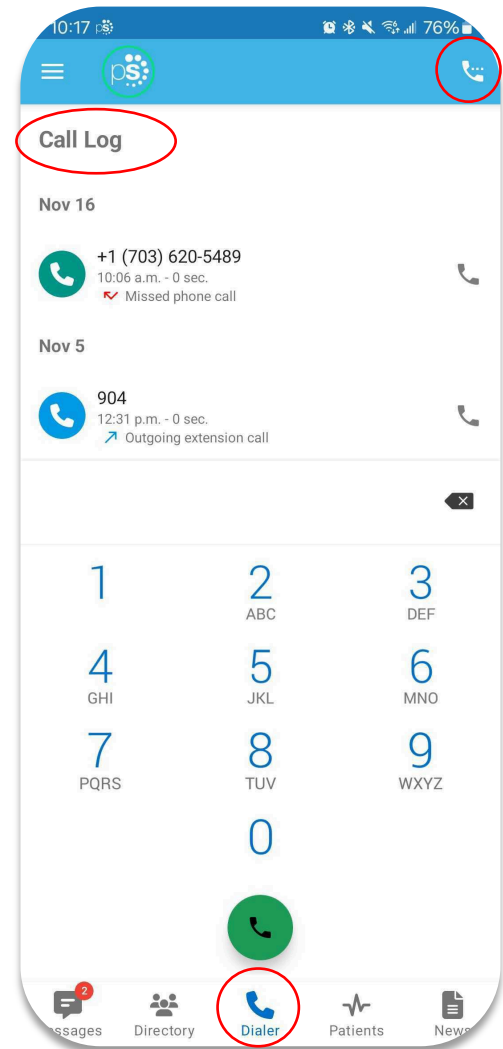 10:17 ps 76%
ps
Call Log
Nov 16
+1 (703) 620-5489
10:06 a.m. - 0 sec.
Missed phone call
Nov 5
904
12:31 p.m. - 0 sec.
Outgoing extension call
1 2 3
ABC DEF
4 5 6
GHI JKL MNO
7 8 9
PQRS TUV WXYZ
0
2
ssages Directory Dialer Patients News